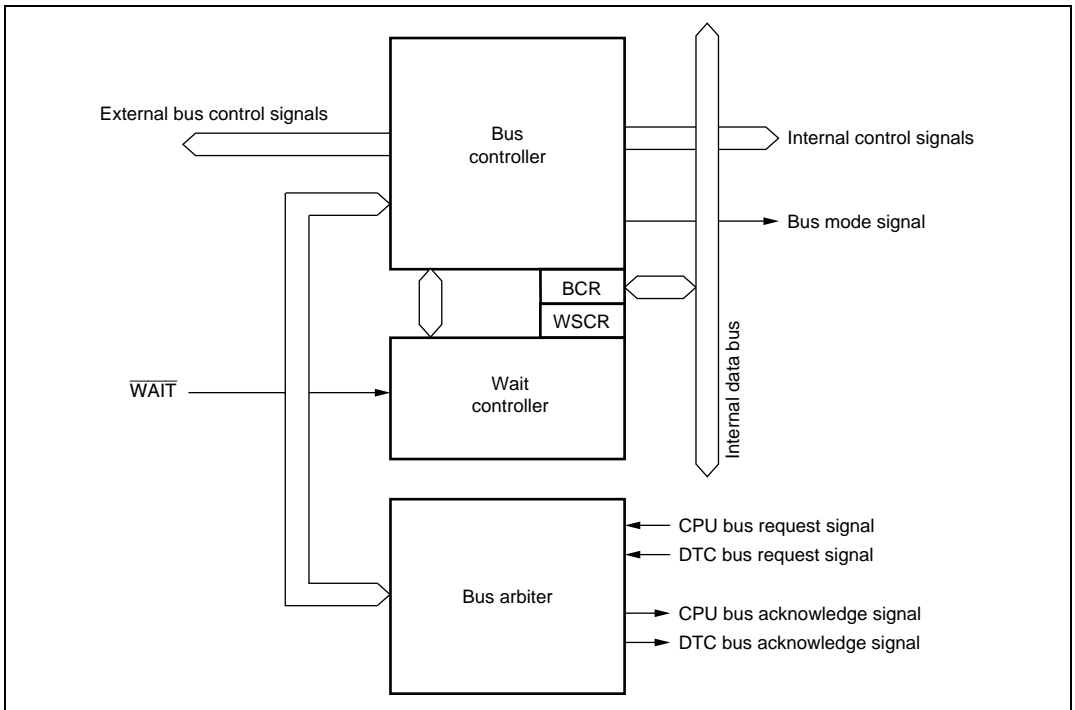 External bus control signals
Bus
controller
Internal control signals
Bus mode signal
BCR
WSCR
W̅A̅I̅T̅
Wait
controller
Internal data bus
Bus arbiter
CPU bus request signal
DTC bus request signal
CPU bus acknowledge signal
DTC bus acknowledge signal